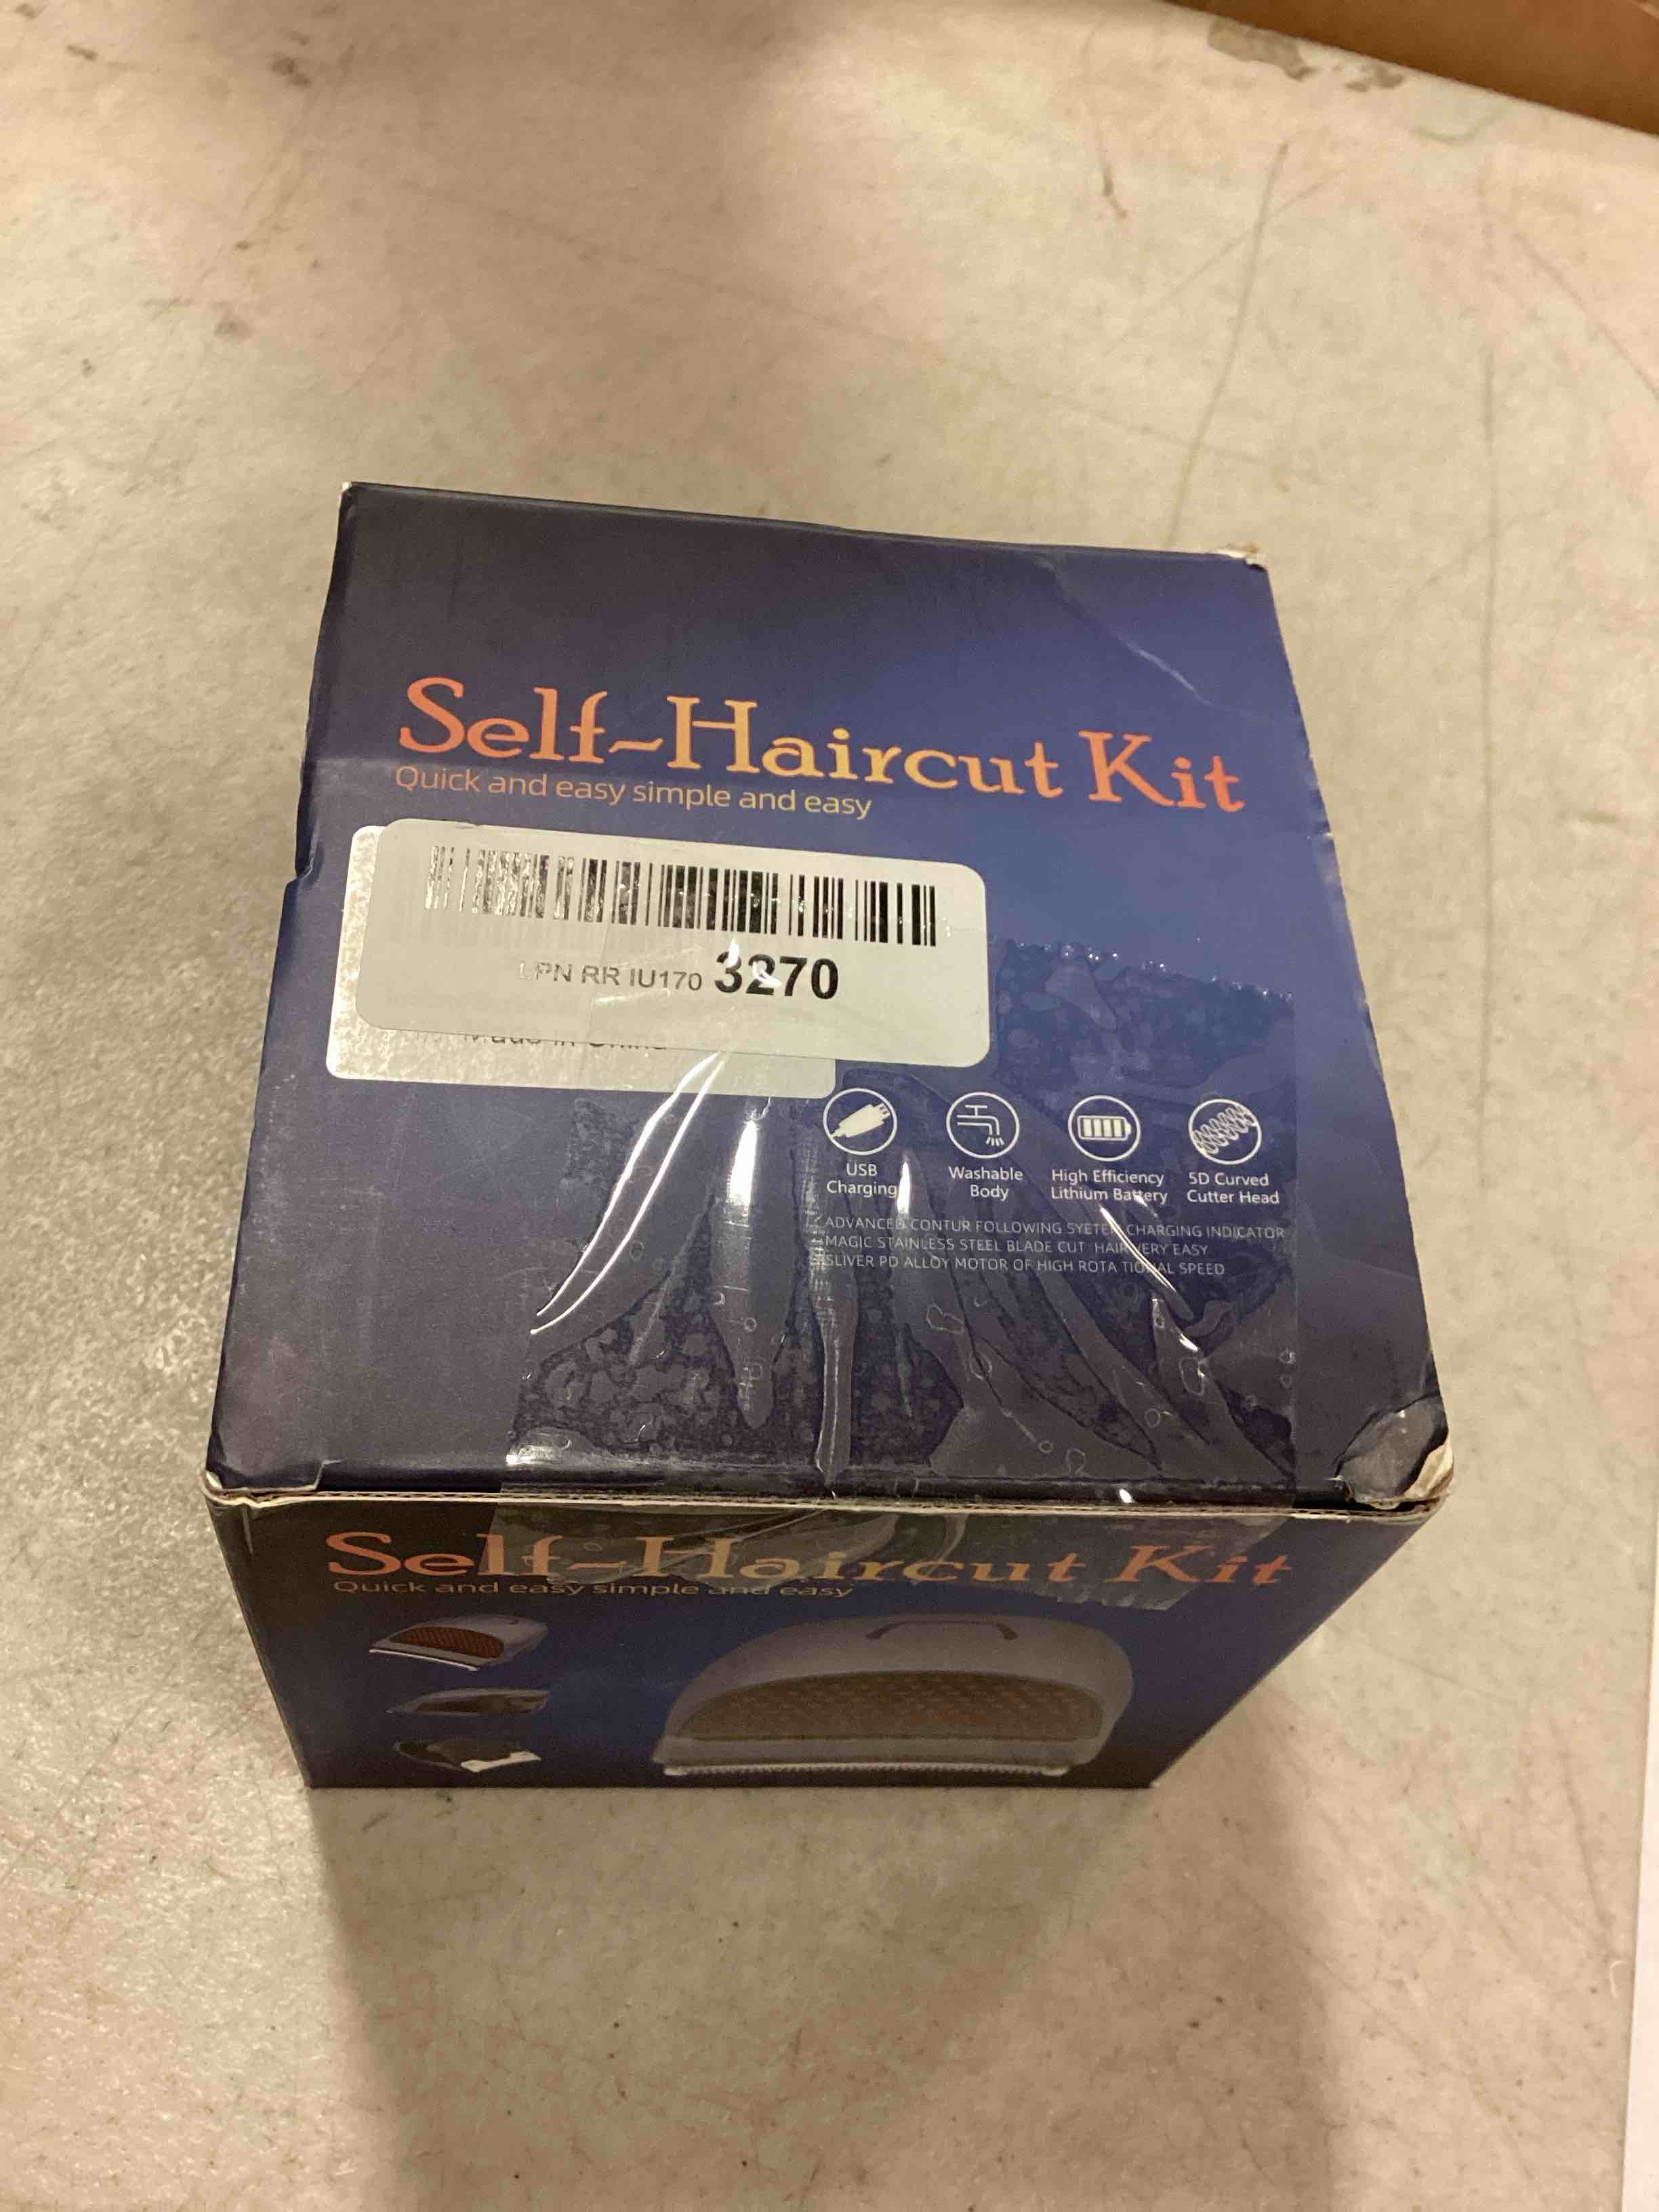 Self-Haircut Kit
Quick and easy simple and easy
LPN RR IU170 3270
Made in China
USB
Charging
Washable
Body
High Efficiency
Lithium Battery
5D Curved
Cutter Head
ADVANCED CONTUR FOLLOWING SYETEM CHARGING INDICATOR
MAGIC STAINLESS STEEL BLADE CUT HAIR VERY EASY
SLIVER PD ALLOY MOTOR OF HIGH ROTA TIONAL SPEED
Self-Haircut Kit
Quick and easy simple and easy